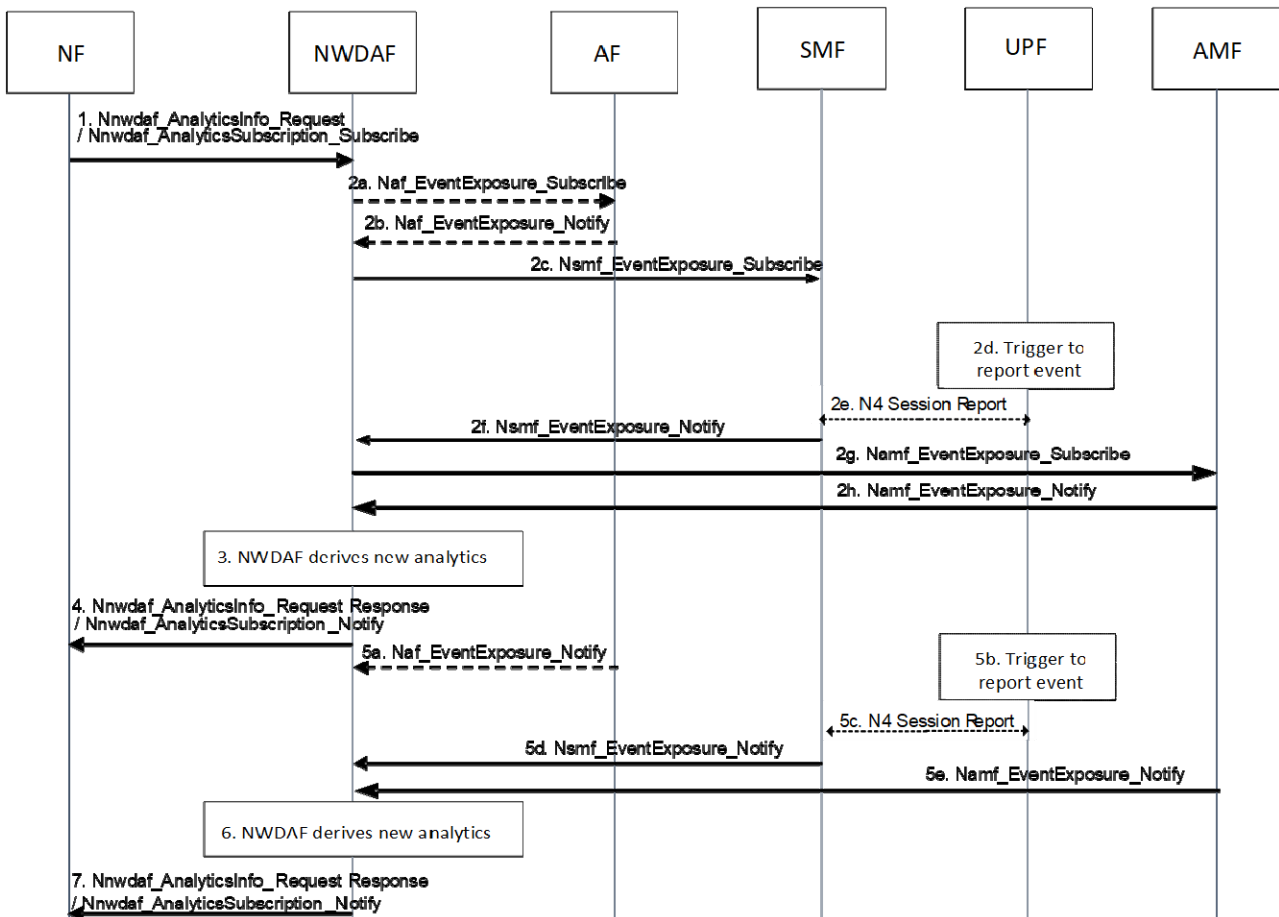 NF
NWDAF
AF
SMF
UPF
AMF
1. Nnwdaf_AnalyticsInfo_Request
/ Nnwdaf_AnalyticsSubscription_Subscribe
2a. Naf_EventExposure_Subscribe
2b. Naf_EventExposure_Notify
2c. Nsmf_EventExposure_Subscribe
2d. Trigger to
report event
2e. N4 Session Report
2f. Nsmf_EventExposure_Notify
2g. Namf_EventExposure_Subscribe
2h. Namf_EventExposure_Notify
3. NWDAF derives new analytics
4. Nnwdaf_AnalyticsInfo_Request Response
/ Nnwdaf_AnalyticsSubscription_Notify
5a. Naf_EventExposure_Notify
5b. Trigger to
report event
5c. N4 Session Report
5d. Nsmf_EventExposure_Notify
5e. Namf_EventExposure_Notify
6. NWDAF derives new analytics
7. Nnwdaf_AnalyticsInfo_Request Response
/ Nnwdaf_AnalyticsSubscription_Notify